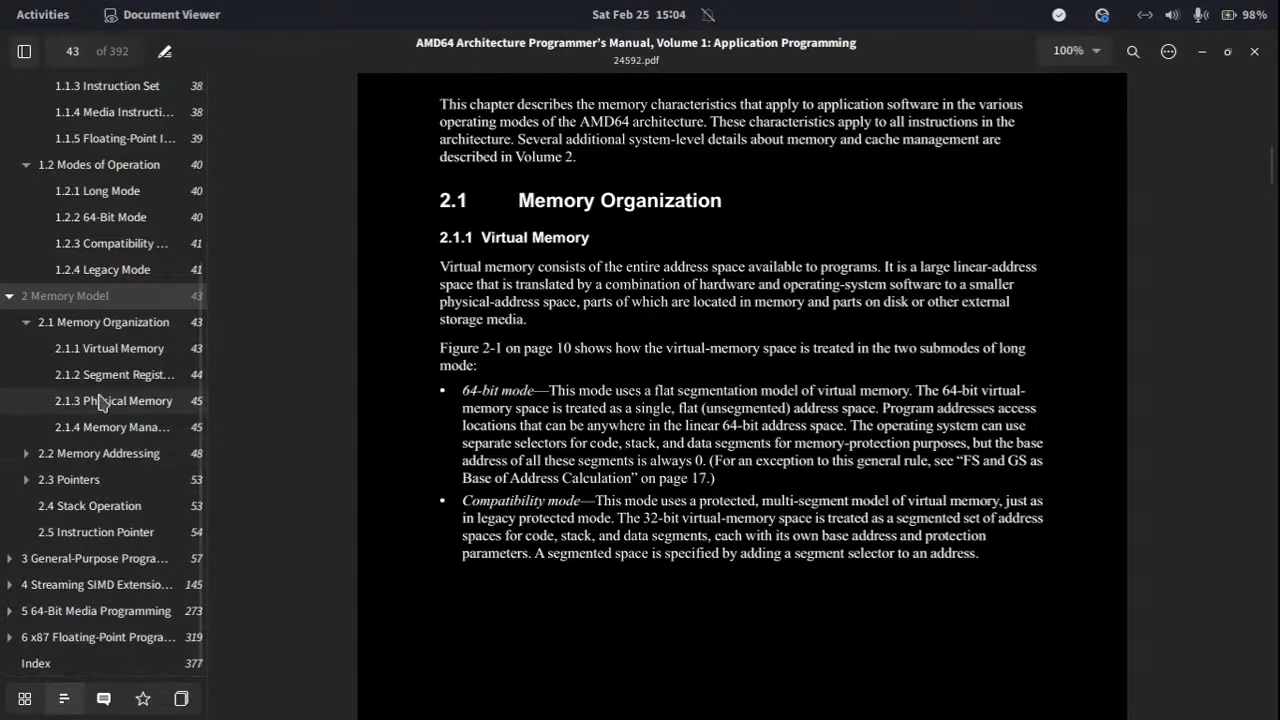 Activities
Document Viewer
Sat Feb 25 15:04
98%
43 of 392
AMD64 Architecture Programmer's Manual, Volume 1: Application Programming
24592.pdf
100%
1.1.3 Instruction Set 38
1.1.4 Media Instructi... 38
1.1.5 Floating-Point I... 39
1.2 Modes of Operation 40
1.2.1 Long Mode 40
1.2.2 64-Bit Mode 40
1.2.3 Compatibility ... 41
1.2.4 Legacy Mode 41
2 Memory Model 43
2.1 Memory Organization 43
2.1.1 Virtual Memory 43
2.1.2 Segment Regist... 44
2.1.3 Physical Memory 45
2.1.4 Memory Mana... 45
2.2 Memory Addressing 48
2.3 Pointers 53
2.4 Stack Operation 53
2.5 Instruction Pointer 54
3 General-Purpose Progra... 57
4 Streaming SIMD Extensio... 145
5 64-Bit Media Programming 273
6 x87 Floating-Point Progra... 319
Index 377
This chapter describes the memory characteristics that apply to application software in the various
operating modes of the AMD64 architecture. These characteristics apply to all instructions in the
architecture. Several additional system-level details about memory and cache management are
described in Volume 2.
2.1 Memory Organization
2.1.1 Virtual Memory
Virtual memory consists of the entire address space available to programs. It is a large linear-address
space that is translated by a combination of hardware and operating-system software to a smaller
physical-address space, parts of which are located in memory and parts on disk or other external
storage media.
Figure 2-1 on page 10 shows how the virtual-memory space is treated in the two submodes of long
mode:
• 64-bit mode—This mode uses a flat segmentation model of virtual memory. The 64-bit virtual-
memory space is treated as a single, flat (unsegmented) address space. Program addresses access
locations that can be anywhere in the linear 64-bit address space. The operating system can use
separate selectors for code, stack, and data segments for memory-protection purposes, but the base
address of all these segments is always 0. (For an exception to this general rule, see “FS and GS as
Base of Address Calculation” on page 17.)
• Compatibility mode—This mode uses a protected, multi-segment model of virtual memory, just as
in legacy protected mode. The 32-bit virtual-memory space is treated as a segmented set of address
spaces for code, stack, and data segments, each with its own base address and protection
parameters. A segmented space is specified by adding a segment selector to an address.